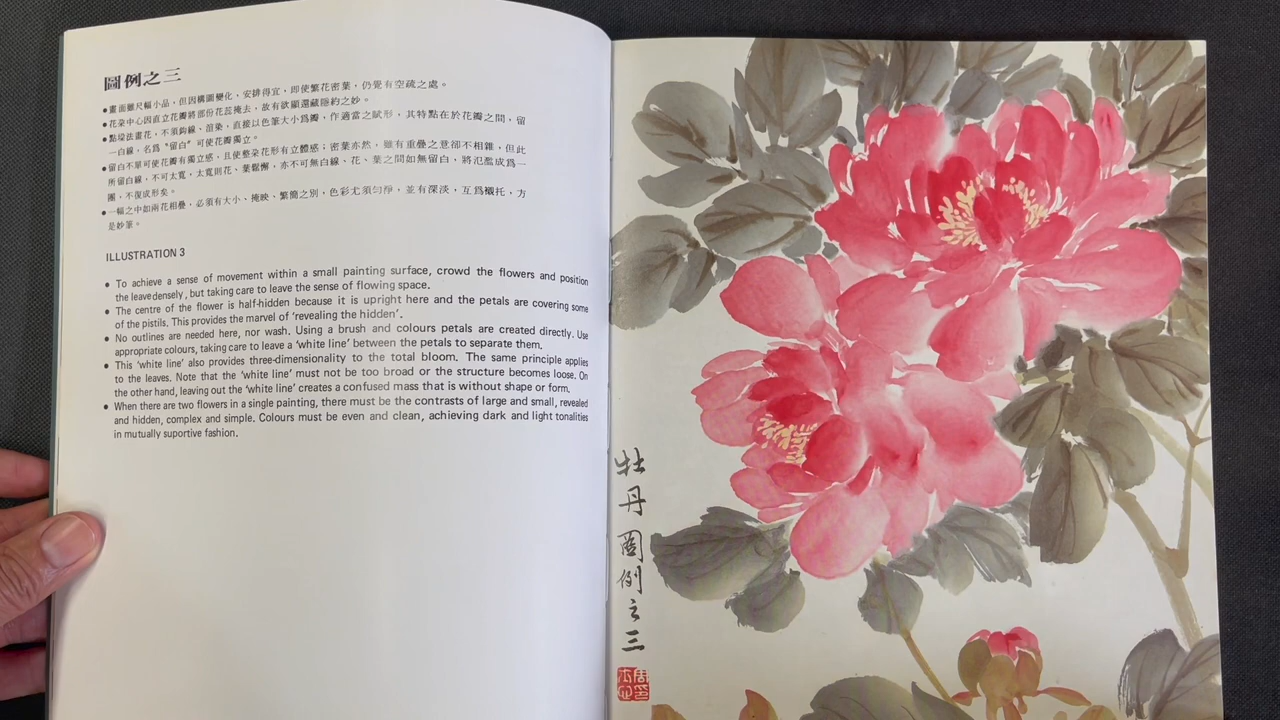 圖例之三
●畫面雖尺幅小品，但因構圖變化、安排得宜，即使繁花密葉，仍覺有空疏之處。
●花朵中心因直立花瓣將部份花蕊掩去，故有欲顯還藏隱約之妙。
●點垜法畫花，不須鈎線、渲染，直接以色筆大小為瓣，作適當之賦形，其特點在於花瓣之間，留
一白線，名爲“留白”可使花瓣獨立。
●留白不單可使花瓣有獨立感，且使整朵花形有立體感；密葉亦然，雖有重疊之意卻不相雜，但此
所留白線，不可太寬，太寬則花、葉鬆懈，亦不可無白線、花、葉之間如無留白、將氾濫成爲一
團，不復成形矣。
●一幅之中如兩花相疊，必須有大小、掩映、繁簡之別，色彩尤須勻淨，並有深淡，互爲襯托，方
是妙筆。
ILLUSTRATION 3
● To achieve a sense of movement within a small painting surface, crowd the flowers and position
the leavedensely, but taking care to leave the sense of flowing space.
● The centre of the flower is half-hidden because it is upright here and the petals are covering some
of the pistils. This provides the marvel of ‘revealing the hidden’.
● No outlines are needed here, nor wash. Using a brush and colours petals are created directly. Use
appropriate colours, taking care to leave a ‘white line’ between the petals to separate them.
● This ‘white line’ also provides three-dimensionality to the total bloom. The same principle applies
to the leaves. Note that the ‘white line’ must not be too broad or the structure becomes loose. On
the other hand, leaving out the ‘white line’ creates a confused mass that is without shape or form.
● When there are two flowers in a single painting, there must be the contrasts of large and small, revealed
and hidden, complex and simple. Colours must be even and clean, achieving dark and light tonalities
in mutually suportive fashion.
牡丹圖例之三